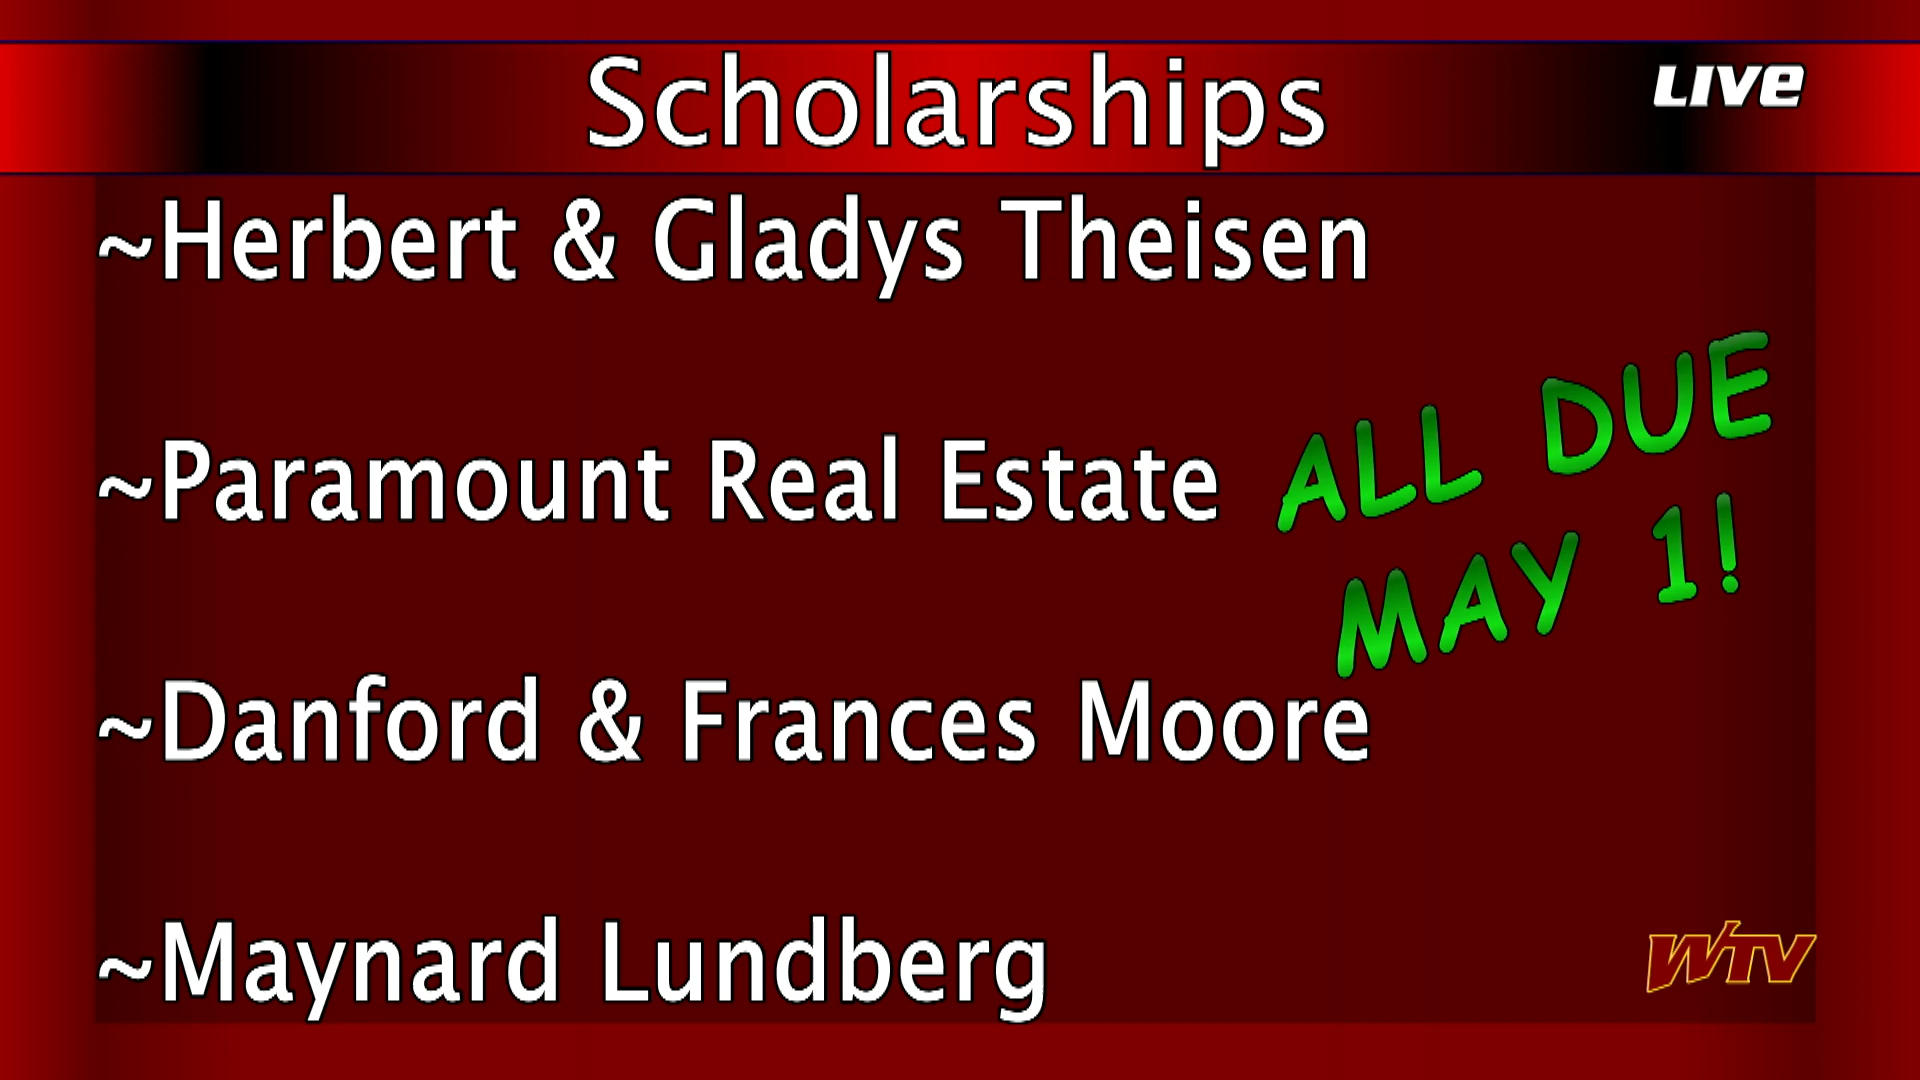 Scholarships
LIVE
~Herbert & Gladys Theisen
~Paramount Real Estate
ALL DUE
MAY 1!
~Danford & Frances Moore
~Maynard Lundberg
WTV